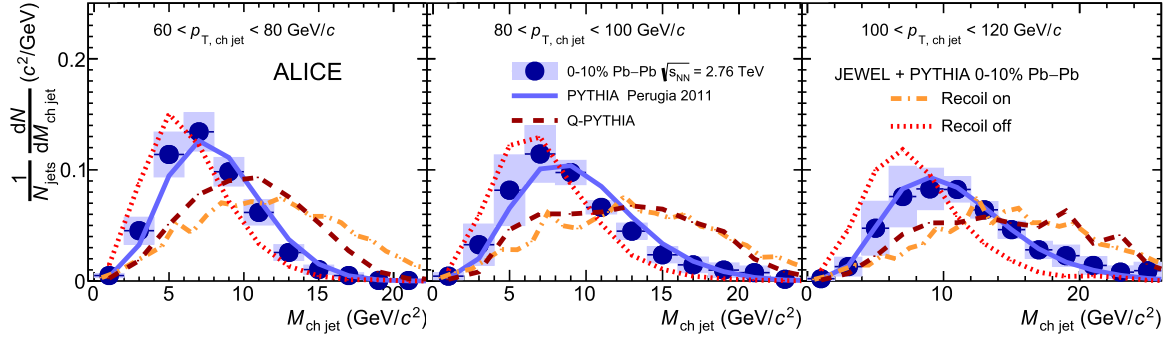 60 < p_T, ch jet < 80 GeV/c
80 < p_T, ch jet < 100 GeV/c
100 < p_T, ch jet < 120 GeV/c
ALICE
0-10% Pb–Pb √s_NN = 2.76 TeV
PYTHIA Perugia 2011
Q-PYTHIA
JEWEL + PYTHIA 0-10% Pb–Pb
Recoil on
Recoil off
1/N_jets dN/dM_ch jet (c²/GeV)
0.2
0.1
0
0 5 10 15 20
0 5 10 15 20
0 10 20
M_ch jet (GeV/c²)
M_ch jet (GeV/c²)
M_ch jet (GeV/c²)